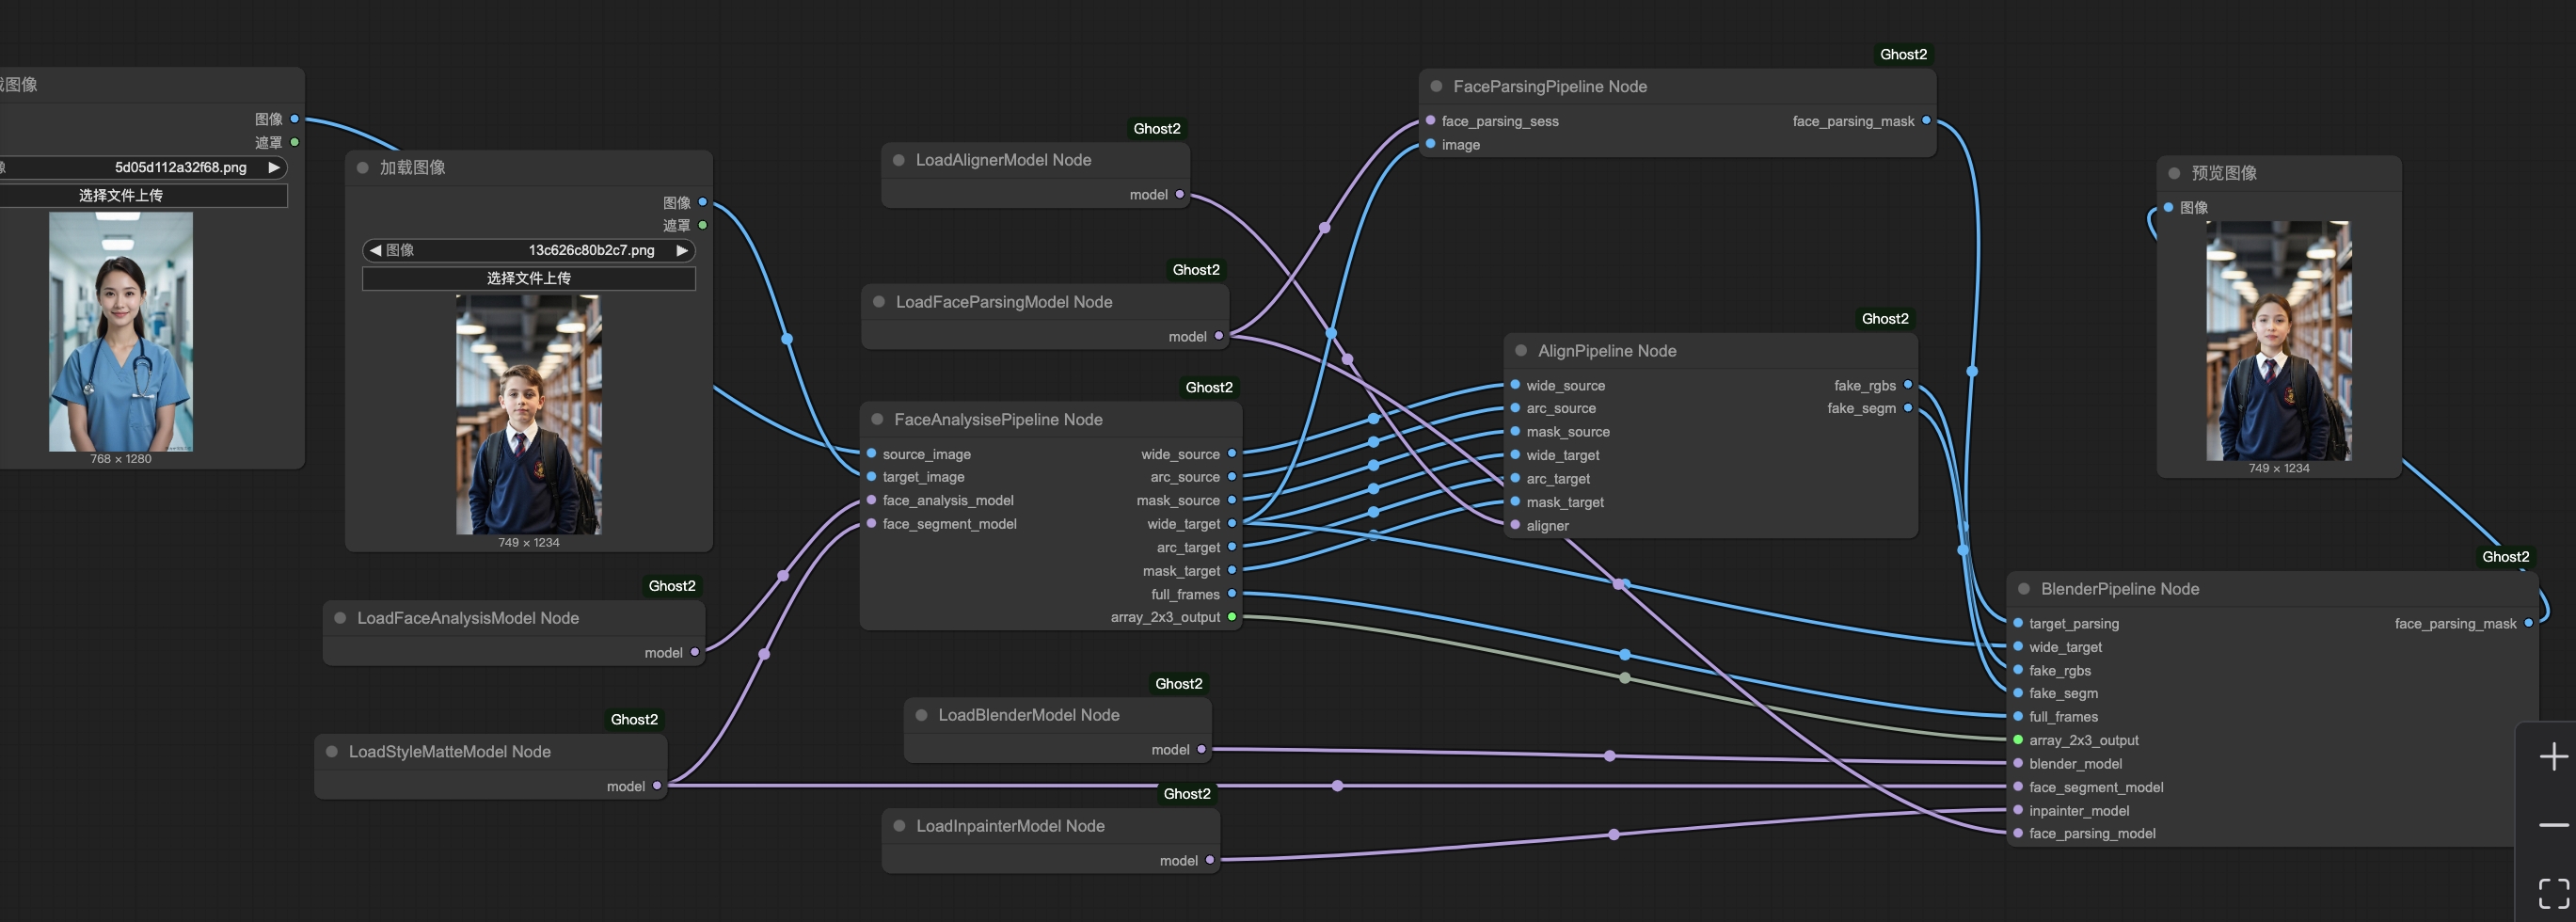 载图像
图像
遮罩
像
5d05d112a32f68.png
选择文件上传
768 × 1280
加载图像
图像
遮罩
图像
13c626c80b2c7.png
选择文件上传
749 × 1234
Ghost2
LoadFaceAnalysisModel Node
model
Ghost2
LoadStyleMatteModel Node
model
Ghost2
LoadAlignerModel Node
model
Ghost2
LoadFaceParsingModel Node
model
Ghost2
FaceAnalysisePipeline Node
source_image
wide_source
target_image
arc_source
face_analysis_model
mask_source
face_segment_model
wide_target
arc_target
mask_target
full_frames
array_2x3_output
Ghost2
LoadBlenderModel Node
model
Ghost2
LoadInpainterModel Node
model
Ghost2
FaceParsingPipeline Node
face_parsing_sess
face_parsing_mask
image
Ghost2
AlignPipeline Node
wide_source
fake_rgbs
arc_source
fake_segm
mask_source
wide_target
arc_target
mask_target
aligner
预览图像
图像
749 × 1234
Ghost2
BlenderPipeline Node
target_parsing
face_parsing_mask
wide_target
fake_rgbs
fake_segm
full_frames
array_2x3_output
blender_model
face_segment_model
inpainter_model
face_parsing_model